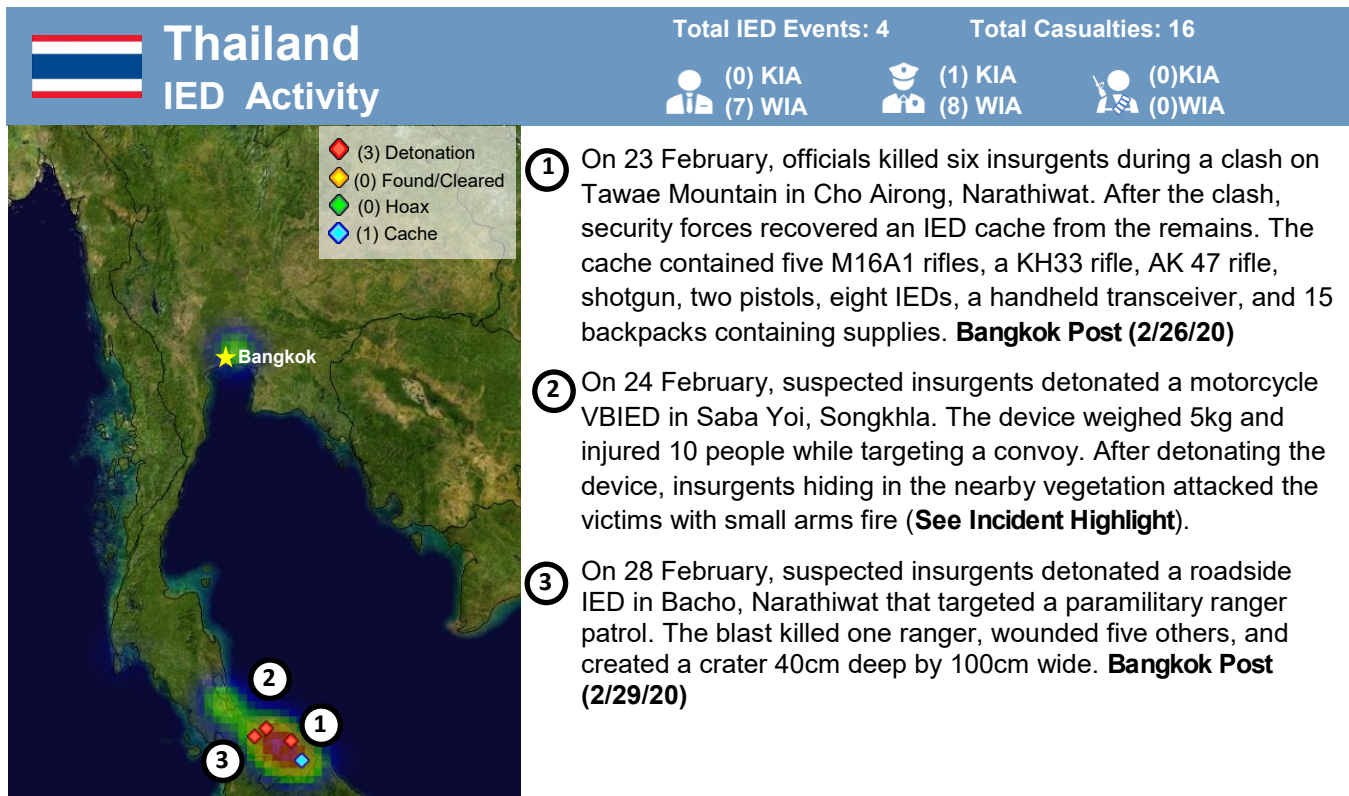 Thailand
IED Activity
Total IED Events: 4
Total Casualties: 16
(0) KIA
(7) WIA
(1) KIA
(8) WIA
(0)KIA
(0)WIA
(3) Detonation
(0) Found/Cleared
(0) Hoax
(1) Cache
Bangkok
2
1
3
1
On 23 February, officials killed six insurgents during a clash on
Tawae Mountain in Cho Airong, Narathiwat. After the clash,
security forces recovered an IED cache from the remains. The
cache contained five M16A1 rifles, a KH33 rifle, AK 47 rifle,
shotgun, two pistols, eight IEDs, a handheld transceiver, and 15
backpacks containing supplies. Bangkok Post (2/26/20)
2
On 24 February, suspected insurgents detonated a motorcycle
VBIED in Saba Yoi, Songkhla. The device weighed 5kg and
injured 10 people while targeting a convoy. After detonating the
device, insurgents hiding in the nearby vegetation attacked the
victims with small arms fire (See Incident Highlight).
3
On 28 February, suspected insurgents detonated a roadside
IED in Bacho, Narathiwat that targeted a paramilitary ranger
patrol. The blast killed one ranger, wounded five others, and
created a crater 40cm deep by 100cm wide. Bangkok Post
(2/29/20)